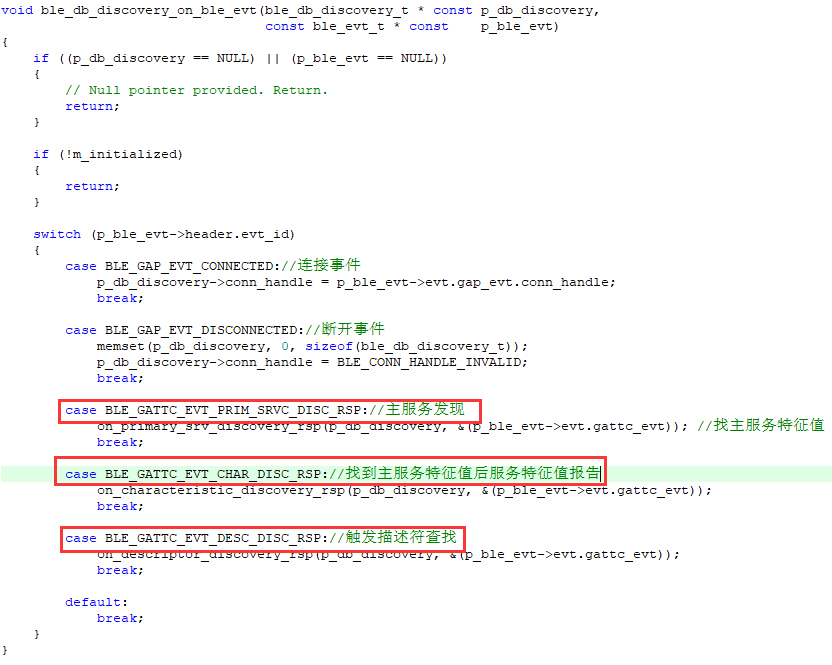 void ble_db_discovery_on_ble_evt(ble_db_discovery_t * const p_db_discovery,
                                 const ble_evt_t * const    p_ble_evt)
{
    if ((p_db_discovery == NULL) || (p_ble_evt == NULL))
    {
        // Null pointer provided. Return.
        return;
    }

    if (!m_initialized)
    {
        return;
    }

    switch (p_ble_evt->header.evt_id)
    {
        case BLE_GAP_EVT_CONNECTED://连接事件
            p_db_discovery->conn_handle = p_ble_evt->evt.gap_evt.conn_handle;
            break;

        case BLE_GAP_EVT_DISCONNECTED://断开事件
            memset(p_db_discovery, 0, sizeof(ble_db_discovery_t));
            p_db_discovery->conn_handle = BLE_CONN_HANDLE_INVALID;
            break;

        case BLE_GATTC_EVT_PRIM_SRVC_DISC_RSP://主服务发现
            on_primary_srv_discovery_rsp(p_db_discovery, &(p_ble_evt->evt.gattc_evt)); //找主服务特征值
            break;

        case BLE_GATTC_EVT_CHAR_DISC_RSP://找到主服务特征值后服务特征值报告
            on_characteristic_discovery_rsp(p_db_discovery, &(p_ble_evt->evt.gattc_evt));
            break;

        case BLE_GATTC_EVT_DESC_DISC_RSP://触发描述符查找
            on_descriptor_discovery_rsp(p_db_discovery, &(p_ble_evt->evt.gattc_evt));
            break;

        default:
            break;
    }
}